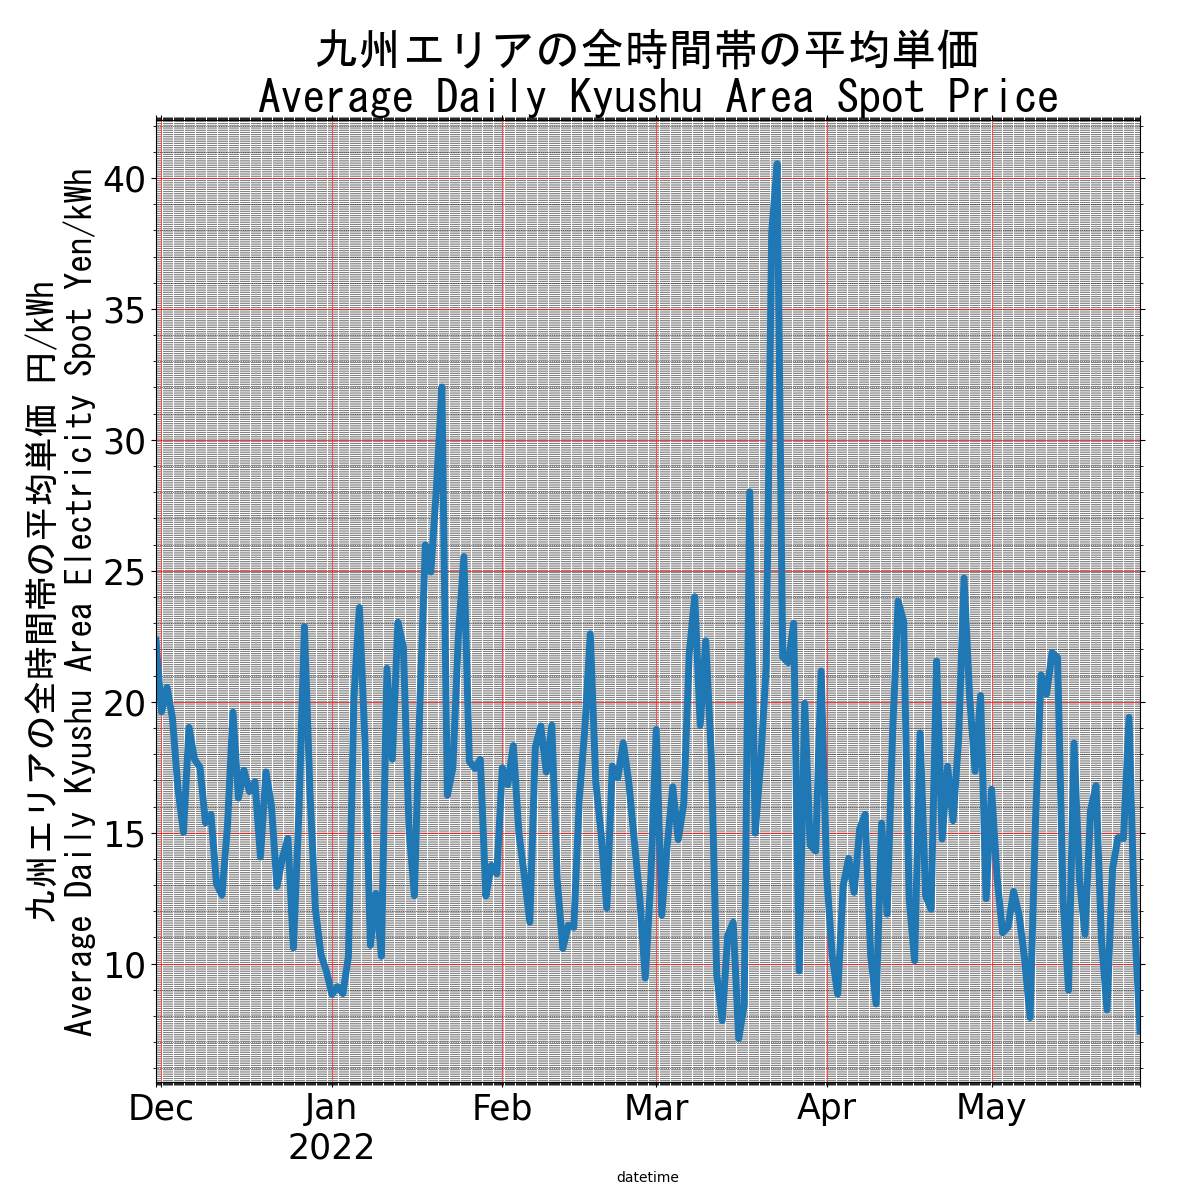 九州エリアの全時間帯の平均単価
Average Daily Kyushu Area Spot Price
九州エリアの全時間帯の平均単価 円/kWh
Average Daily Kyushu Area Electricity Spot Yen/kWh
40
35
30
25
20
15
10
Dec
Jan
2022
Feb
Mar
Apr
May
datetime